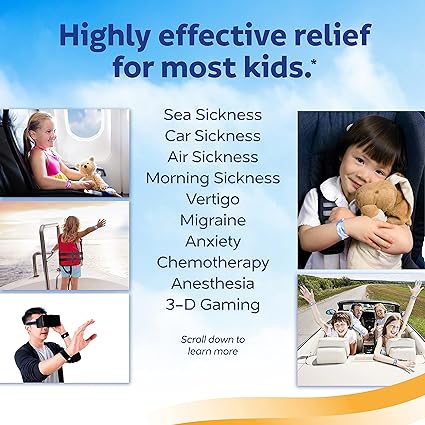 Highly effective relief
for most kids.*
Sea Sickness
Car Sickness
Air Sickness
Morning Sickness
Vertigo
Migraine
Anxiety
Chemotherapy
Anesthesia
3-D Gaming
Scroll down to
learn more